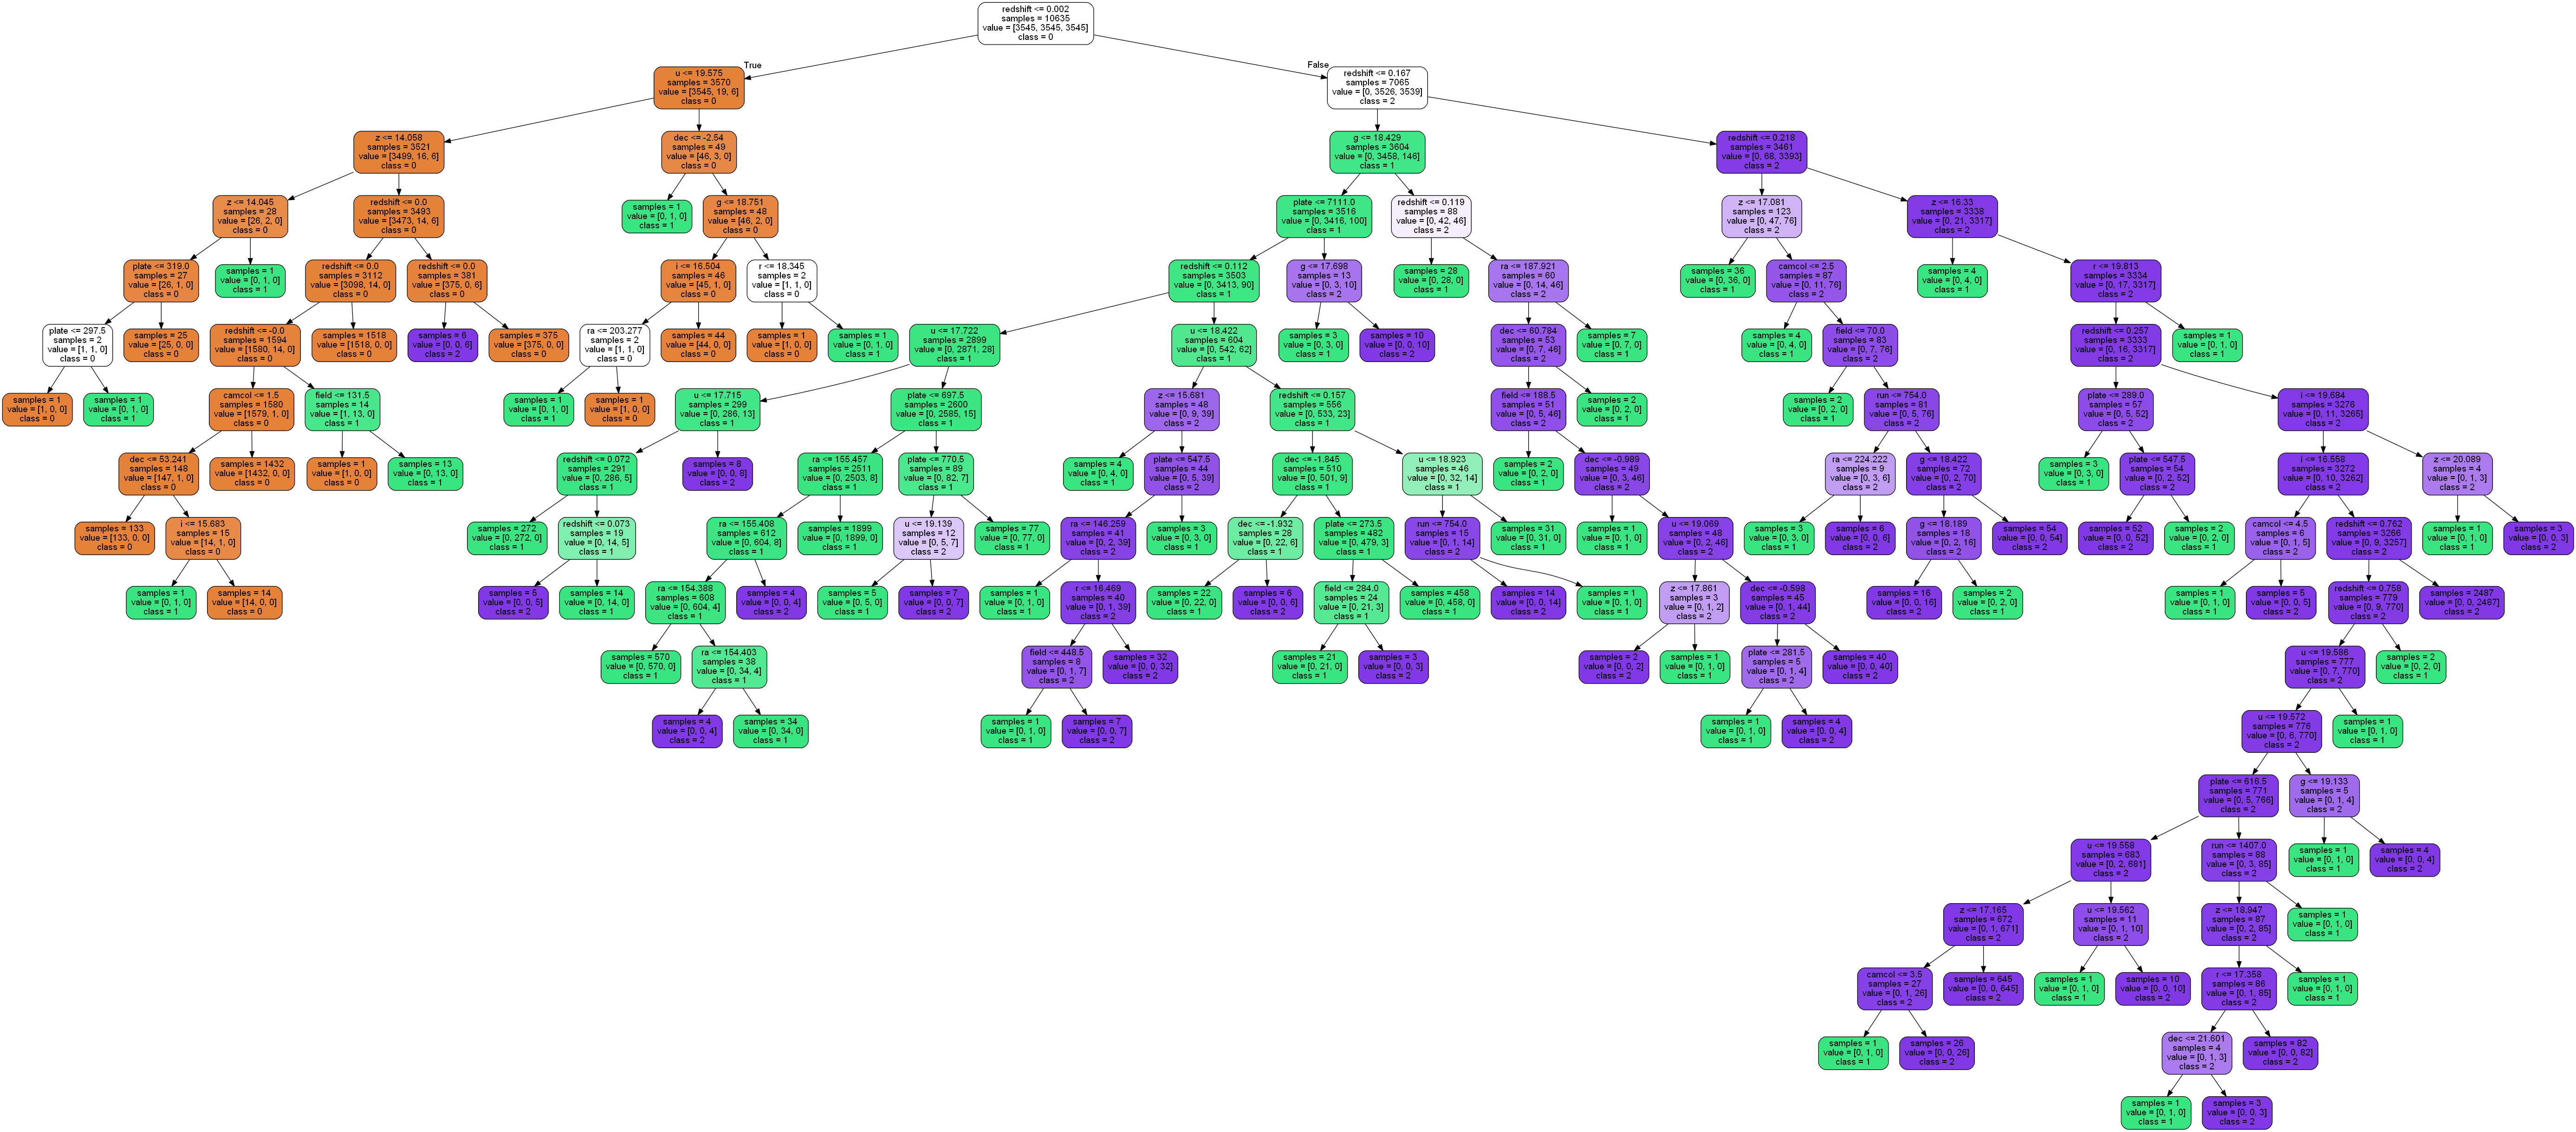 redshift <= 0.002
samples = 10635
value = [3545, 3545, 3545]
class = 0
True
False
u <= 19.575
samples = 3570
value = [3545, 19, 6]
class = 0
redshift <= 0.167
samples = 7065
value = [0, 3526, 3539]
class = 2
z <= 14.058
samples = 3521
value = [3499, 16, 6]
class = 0
dec <= -2.54
samples = 49
value = [46, 3, 0]
class = 0
g <= 18.429
samples = 3604
value = [0, 3458, 146]
class = 1
redshift <= 0.218
samples = 3461
value = [0, 68, 3393]
class = 2
z <= 14.045
samples = 28
value = [26, 2, 0]
class = 0
redshift <= 0.0
samples = 3493
value = [3473, 14, 6]
class = 0
samples = 1
value = [0, 1, 0]
class = 1
g <= 18.751
samples = 48
value = [46, 2, 0]
class = 0
plate <= 7111.0
samples = 3516
value = [0, 3416, 100]
class = 1
redshift <= 0.119
samples = 88
value = [0, 42, 46]
class = 2
z <= 17.081
samples = 123
value = [0, 47, 76]
class = 2
z <= 16.33
samples = 3338
value = [0, 21, 3317]
class = 2
plate <= 319.0
samples = 27
value = [26, 1, 0]
class = 0
samples = 1
value = [0, 1, 0]
class = 1
redshift <= 0.0
samples = 3112
value = [3098, 14, 0]
class = 0
redshift <= 0.0
samples = 381
value = [375, 0, 6]
class = 0
i <= 16.504
samples = 46
value = [45, 1, 0]
class = 0
r <= 18.345
samples = 2
value = [1, 1, 0]
class = 0
redshift <= 0.112
samples = 3503
value = [0, 3413, 90]
class = 1
g <= 17.698
samples = 13
value = [0, 3, 10]
class = 2
samples = 28
value = [0, 28, 0]
class = 1
ra <= 187.921
samples = 60
value = [0, 14, 46]
class = 2
samples = 36
value = [0, 36, 0]
class = 1
camcol <= 2.5
samples = 87
value = [0, 11, 76]
class = 2
samples = 4
value = [0, 4, 0]
class = 1
r <= 19.813
samples = 3334
value = [0, 17, 3317]
class = 2
plate <= 297.5
samples = 2
value = [1, 1, 0]
class = 0
samples = 25
value = [25, 0, 0]
class = 0
redshift <= -0.0
samples = 1594
value = [1580, 14, 0]
class = 0
samples = 1518
value = [1518, 0, 0]
class = 0
samples = 6
value = [0, 0, 6]
class = 2
samples = 375
value = [375, 0, 0]
class = 0
ra <= 203.277
samples = 2
value = [1, 1, 0]
class = 0
samples = 44
value = [44, 0, 0]
class = 0
samples = 1
value = [1, 0, 0]
class = 0
samples = 1
value = [0, 1, 0]
class = 1
u <= 17.722
samples = 2899
value = [0, 2871, 28]
class = 1
u <= 18.422
samples = 604
value = [0, 542, 62]
class = 1
samples = 3
value = [0, 3, 0]
class = 1
samples = 10
value = [0, 0, 10]
class = 2
dec <= 60.784
samples = 53
value = [0, 7, 46]
class = 2
samples = 7
value = [0, 7, 0]
class = 1
samples = 4
value = [0, 4, 0]
class = 1
field <= 70.0
samples = 83
value = [0, 7, 76]
class = 2
redshift <= 0.257
samples = 3333
value = [0, 16, 3317]
class = 2
samples = 1
value = [0, 1, 0]
class = 1
samples = 1
value = [1, 0, 0]
class = 0
samples = 1
value = [0, 1, 0]
class = 1
camcol <= 1.5
samples = 1580
value = [1579, 1, 0]
class = 0
field <= 131.5
samples = 14
value = [1, 13, 0]
class = 1
samples = 1
value = [0, 1, 0]
class = 1
samples = 1
value = [1, 0, 0]
class = 0
u <= 17.715
samples = 299
value = [0, 286, 13]
class = 1
plate <= 697.5
samples = 2600
value = [0, 2585, 15]
class = 1
z <= 15.681
samples = 48
value = [0, 9, 39]
class = 2
redshift <= 0.157
samples = 556
value = [0, 533, 23]
class = 1
field <= 188.5
samples = 51
value = [0, 5, 46]
class = 2
samples = 2
value = [0, 2, 0]
class = 1
samples = 2
value = [0, 2, 0]
class = 1
run <= 754.0
samples = 81
value = [0, 5, 76]
class = 2
plate <= 289.0
samples = 57
value = [0, 5, 52]
class = 2
i <= 19.684
samples = 3276
value = [0, 11, 3265]
class = 2
dec <= 53.241
samples = 148
value = [147, 1, 0]
class = 0
samples = 1432
value = [1432, 0, 0]
class = 0
samples = 1
value = [1, 0, 0]
class = 0
samples = 13
value = [0, 13, 0]
class = 1
redshift <= 0.072
samples = 291
value = [0, 286, 5]
class = 1
samples = 8
value = [0, 0, 8]
class = 2
ra <= 155.457
samples = 2511
value = [0, 2503, 8]
class = 1
plate <= 770.5
samples = 89
value = [0, 82, 7]
class = 1
samples = 4
value = [0, 4, 0]
class = 1
plate <= 547.5
samples = 44
value = [0, 5, 39]
class = 2
dec <= -1.845
samples = 510
value = [0, 501, 9]
class = 1
u <= 18.923
samples = 46
value = [0, 32, 14]
class = 1
samples = 2
value = [0, 2, 0]
class = 1
dec <= -0.989
samples = 49
value = [0, 3, 46]
class = 2
ra <= 224.222
samples = 9
value = [0, 3, 6]
class = 2
g <= 18.422
samples = 72
value = [0, 2, 70]
class = 2
samples = 3
value = [0, 3, 0]
class = 1
plate <= 547.5
samples = 54
value = [0, 2, 52]
class = 2
i <= 16.558
samples = 3272
value = [0, 10, 3262]
class = 2
z <= 20.089
samples = 4
value = [0, 1, 3]
class = 2
samples = 133
value = [133, 0, 0]
class = 0
i <= 15.683
samples = 15
value = [14, 1, 0]
class = 0
samples = 272
value = [0, 272, 0]
class = 1
redshift <= 0.073
samples = 19
value = [0, 14, 5]
class = 1
ra <= 155.408
samples = 612
value = [0, 604, 8]
class = 1
samples = 1899
value = [0, 1899, 0]
class = 1
u <= 19.139
samples = 12
value = [0, 5, 7]
class = 2
samples = 77
value = [0, 77, 0]
class = 1
ra <= 146.259
samples = 41
value = [0, 2, 39]
class = 2
samples = 3
value = [0, 3, 0]
class = 1
dec <= -1.932
samples = 28
value = [0, 22, 6]
class = 1
plate <= 273.5
samples = 482
value = [0, 479, 3]
class = 1
run <= 754.0
samples = 15
value = [0, 1, 14]
class = 2
samples = 31
value = [0, 31, 0]
class = 1
samples = 1
value = [0, 1, 0]
class = 1
u <= 19.069
samples = 48
value = [0, 2, 46]
class = 2
samples = 3
value = [0, 3, 0]
class = 1
samples = 6
value = [0, 0, 6]
class = 2
g <= 18.189
samples = 18
value = [0, 2, 16]
class = 2
samples = 54
value = [0, 0, 54]
class = 2
samples = 52
value = [0, 0, 52]
class = 2
samples = 2
value = [0, 2, 0]
class = 1
camcol <= 4.5
samples = 6
value = [0, 1, 5]
class = 2
redshift <= 0.762
samples = 3266
value = [0, 9, 3257]
class = 2
samples = 1
value = [0, 1, 0]
class = 1
samples = 3
value = [0, 0, 3]
class = 2
samples = 1
value = [0, 1, 0]
class = 1
samples = 14
value = [14, 0, 0]
class = 0
samples = 5
value = [0, 0, 5]
class = 2
samples = 14
value = [0, 14, 0]
class = 1
ra <= 154.388
samples = 608
value = [0, 604, 4]
class = 1
samples = 4
value = [0, 0, 4]
class = 2
samples = 5
value = [0, 5, 0]
class = 1
samples = 7
value = [0, 0, 7]
class = 2
samples = 1
value = [0, 1, 0]
class = 1
r <= 16.469
samples = 40
value = [0, 1, 39]
class = 2
samples = 22
value = [0, 22, 0]
class = 1
samples = 6
value = [0, 0, 6]
class = 2
field <= 284.0
samples = 24
value = [0, 21, 3]
class = 1
samples = 458
value = [0, 458, 0]
class = 1
samples = 14
value = [0, 0, 14]
class = 2
samples = 1
value = [0, 1, 0]
class = 1
z <= 17.861
samples = 3
value = [0, 1, 2]
class = 2
dec <= -0.598
samples = 45
value = [0, 1, 44]
class = 2
samples = 16
value = [0, 0, 16]
class = 2
samples = 2
value = [0, 2, 0]
class = 1
samples = 1
value = [0, 1, 0]
class = 1
samples = 5
value = [0, 0, 5]
class = 2
redshift <= 0.758
samples = 779
value = [0, 9, 770]
class = 2
samples = 2487
value = [0, 0, 2487]
class = 2
samples = 570
value = [0, 570, 0]
class = 1
ra <= 154.403
samples = 38
value = [0, 34, 4]
class = 1
field <= 448.5
samples = 8
value = [0, 1, 7]
class = 2
samples = 32
value = [0, 0, 32]
class = 2
samples = 21
value = [0, 21, 0]
class = 1
samples = 3
value = [0, 0, 3]
class = 2
samples = 2
value = [0, 0, 2]
class = 2
samples = 1
value = [0, 1, 0]
class = 1
plate <= 281.5
samples = 5
value = [0, 1, 4]
class = 2
samples = 40
value = [0, 0, 40]
class = 2
u <= 19.586
samples = 777
value = [0, 7, 770]
class = 2
samples = 2
value = [0, 2, 0]
class = 1
samples = 4
value = [0, 0, 4]
class = 2
samples = 34
value = [0, 34, 0]
class = 1
samples = 1
value = [0, 1, 0]
class = 1
samples = 7
value = [0, 0, 7]
class = 2
samples = 1
value = [0, 1, 0]
class = 1
samples = 4
value = [0, 0, 4]
class = 2
u <= 19.572
samples = 776
value = [0, 6, 770]
class = 2
samples = 1
value = [0, 1, 0]
class = 1
plate <= 616.5
samples = 771
value = [0, 5, 766]
class = 2
g <= 19.133
samples = 5
value = [0, 1, 4]
class = 2
u <= 19.558
samples = 683
value = [0, 2, 681]
class = 2
run <= 1407.0
samples = 88
value = [0, 3, 85]
class = 2
samples = 1
value = [0, 1, 0]
class = 1
samples = 4
value = [0, 0, 4]
class = 2
z <= 17.165
samples = 672
value = [0, 1, 671]
class = 2
u <= 19.562
samples = 11
value = [0, 1, 10]
class = 2
z <= 18.947
samples = 87
value = [0, 2, 85]
class = 2
samples = 1
value = [0, 1, 0]
class = 1
camcol <= 3.5
samples = 27
value = [0, 1, 26]
class = 2
samples = 645
value = [0, 0, 645]
class = 2
samples = 1
value = [0, 1, 0]
class = 1
samples = 10
value = [0, 0, 10]
class = 2
r <= 17.358
samples = 86
value = [0, 1, 85]
class = 2
samples = 1
value = [0, 1, 0]
class = 1
samples = 1
value = [0, 1, 0]
class = 1
samples = 26
value = [0, 0, 26]
class = 2
dec <= 21.601
samples = 4
value = [0, 1, 3]
class = 2
samples = 82
value = [0, 0, 82]
class = 2
samples = 1
value = [0, 1, 0]
class = 1
samples = 3
value = [0, 0, 3]
class = 2